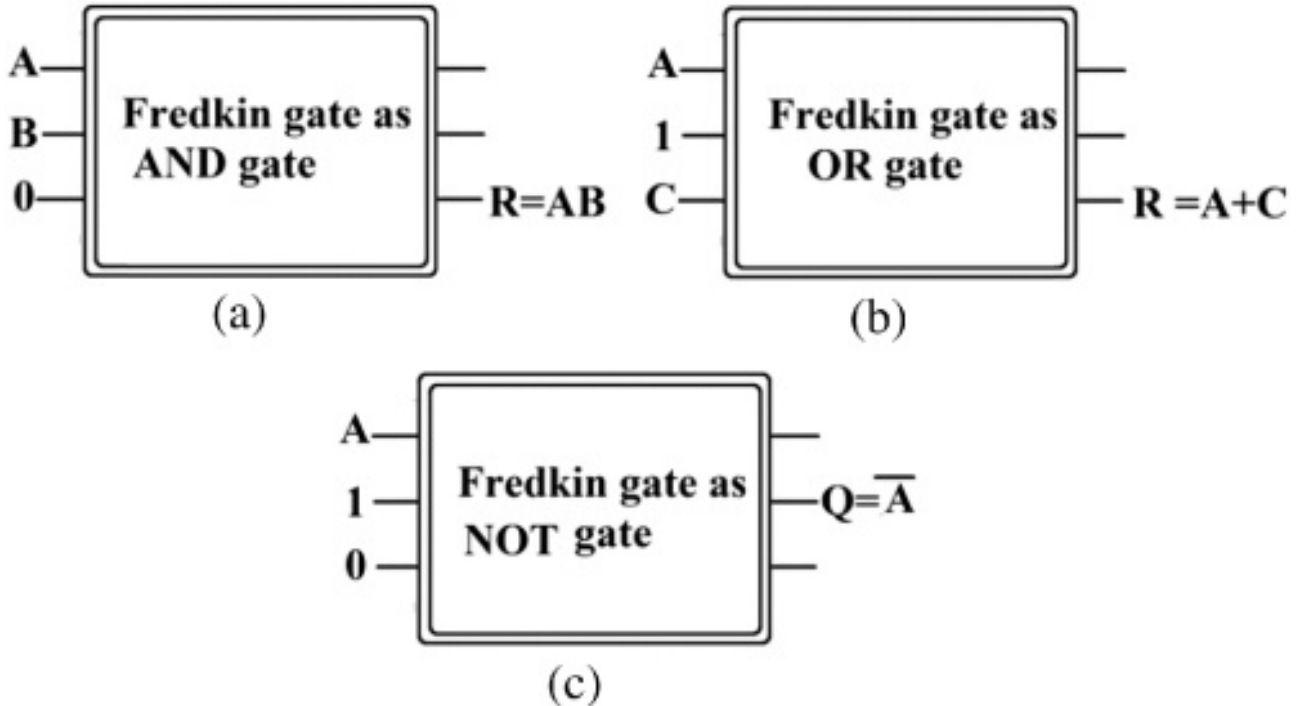 A
B
0
Fredkin gate as
AND gate
R=AB
(a)
A
1
C
Fredkin gate as
OR gate
R =A+C
(b)
A
1
0
Fredkin gate as
NOT gate
Q=A̅
(c)